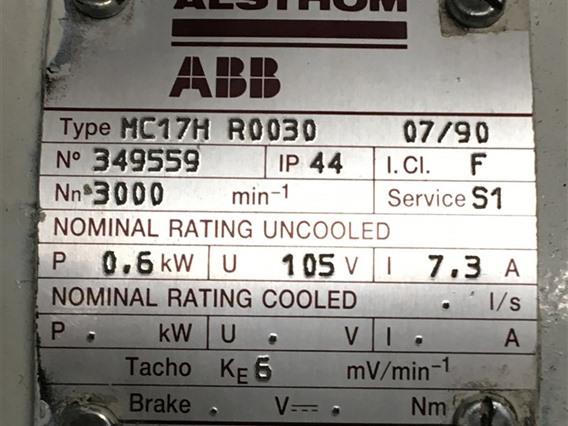 ALSTHOM
ABB
Type MC17H R0030 07/90
Nº 349559 IP 44 I.Cl. F
Nn 3000 min⁻¹ Service S1
NOMINAL RATING UNCOOLED
P 0.6 kW U 105 V I 7.3 A
NOMINAL RATING COOLED . l/s
P . kW U . V I . A
Tacho KE 6 mV/min⁻¹
Brake . V⎓ . Nm